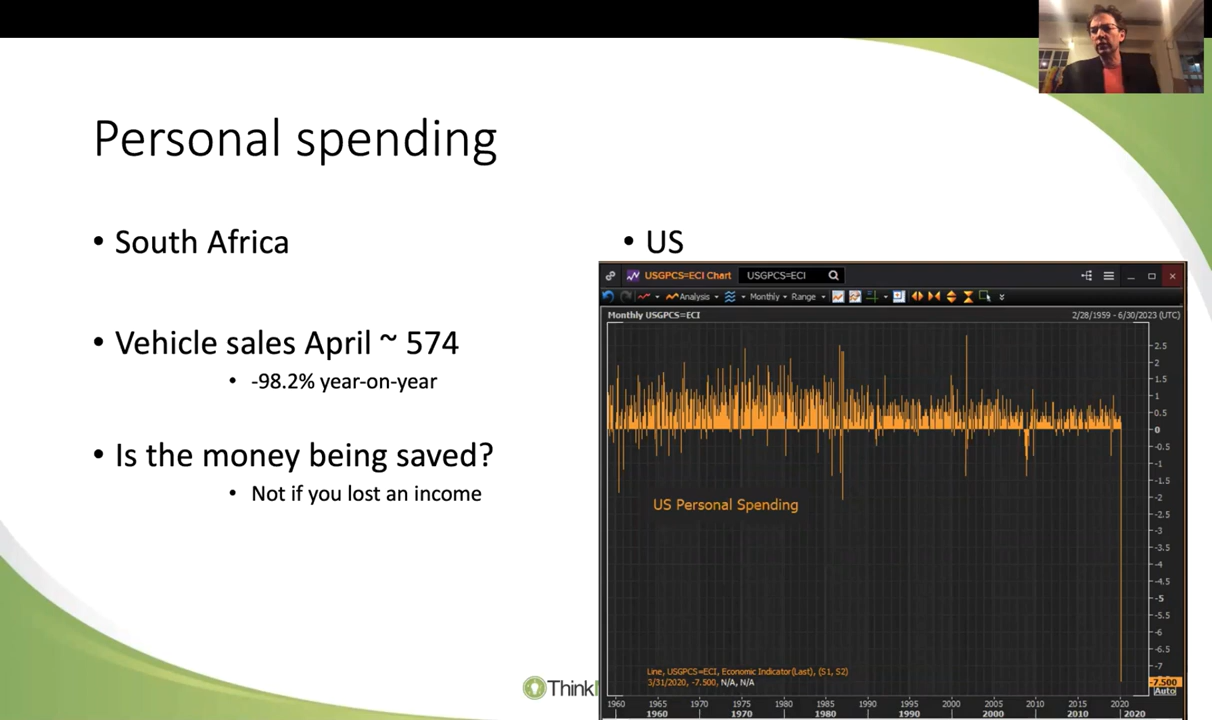 Personal spending
• South Africa
• Vehicle sales April ~ 574
• -98.2% year-on-year
• Is the money being saved?
• Not if you lost an income
• US
USGPCS=ECI Chart USGPCS=ECI
Analysis Monthly Range
Monthly USGPCS=ECI 2/28/1959 - 6/30/2023 (UTC)
2.5
2
1.5
1
0.5
0
-0.5
-1
-1.5
-2
-2.5
-3
-3.5
-4
-4.5
-5
-5.5
-6
-6.5
-7
-7.500
Auto
US Personal Spending
Line, USGPCS=ECI, Economic Indicator(Last), (S1, S2)
3/31/2020, -7.500, N/A, N/A
1960 1965 1970 1975 1980 1985 1990 1995 2000 2005 2010 2015 2020
1960 1970 1980 1990 2000 2010 2020
Think